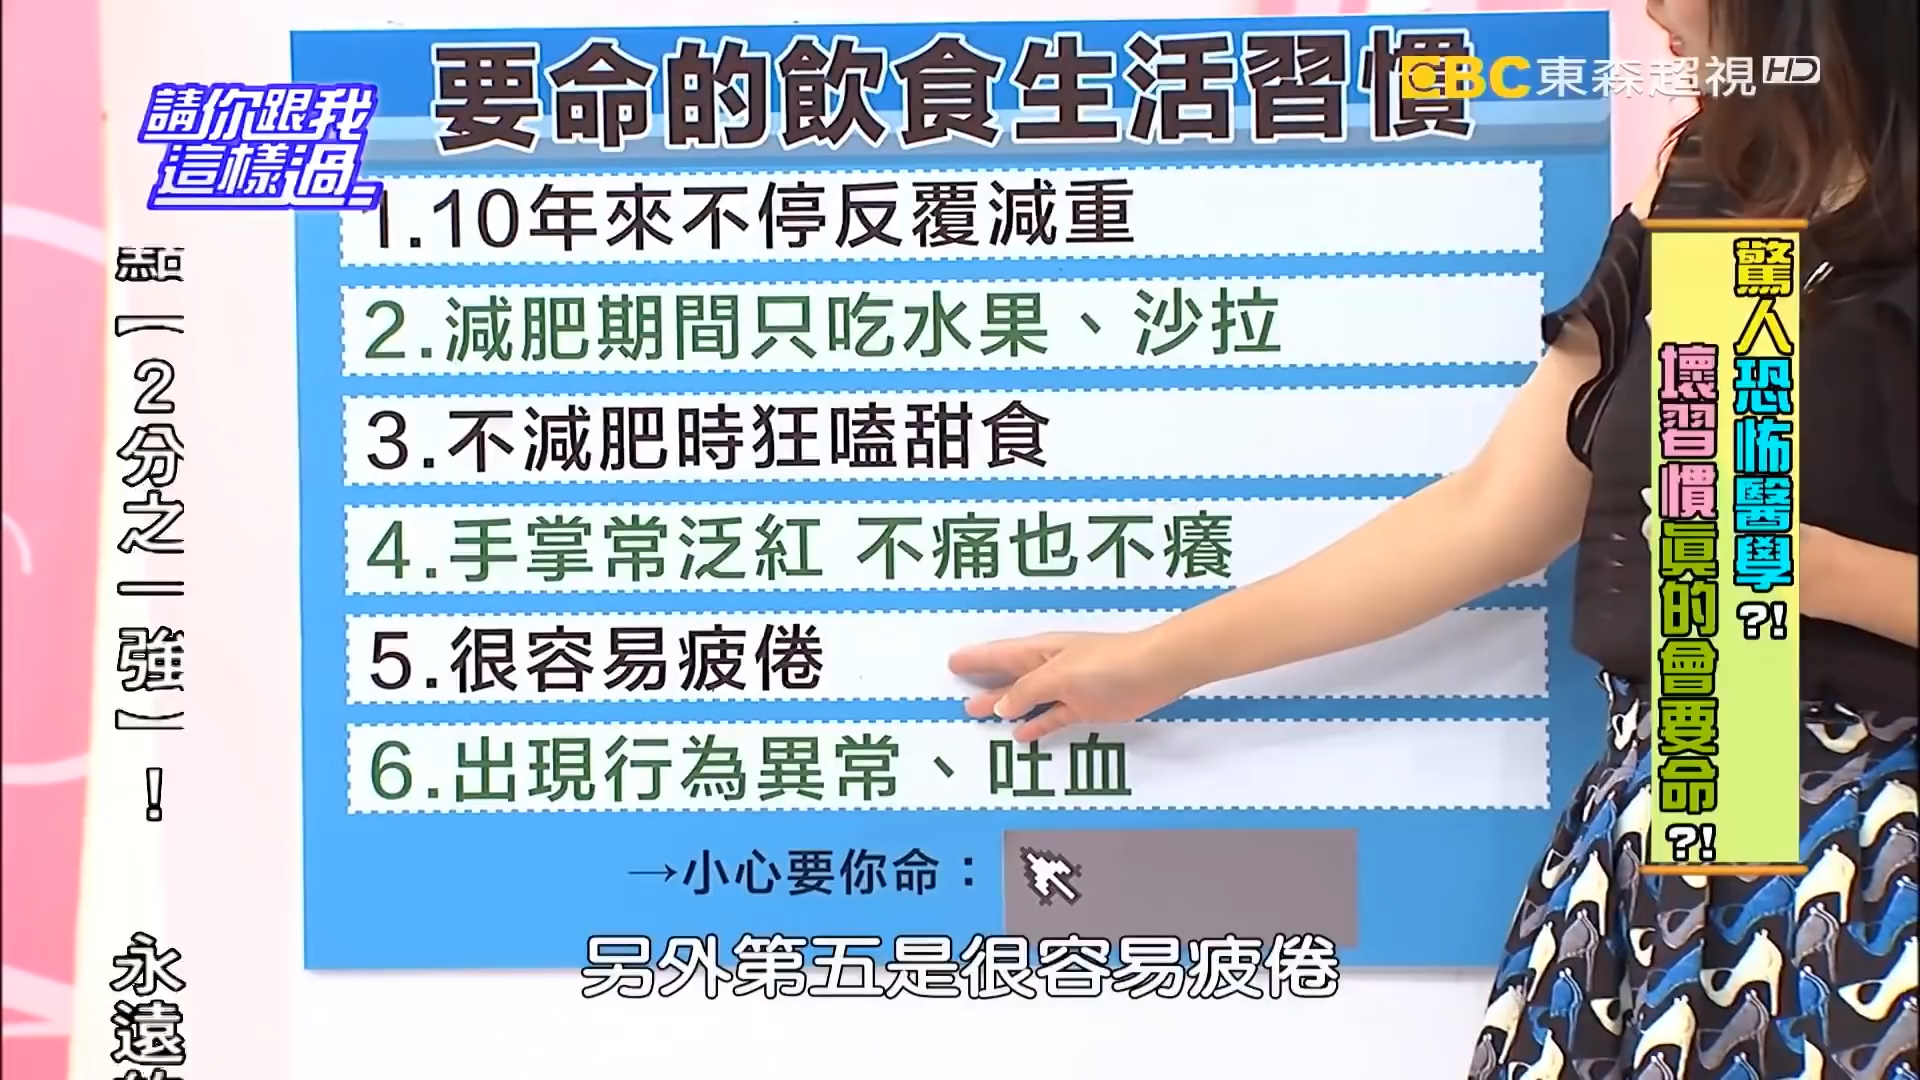 要命的飲食生活習慣
EBC東森超視HD
請你跟我
這樣過
1.10年來不停反覆減重
2.減肥期間只吃水果、沙拉
3.不減肥時狂嗑甜食
4.手掌常泛紅 不痛也不癢
5.很容易疲倦
6.出現行為異常、吐血
→小心要你命：
另外第五是很容易疲倦
驚人恐怖醫學?!
壞習慣真的會要命?!
點【2分之一強】！ 永遠